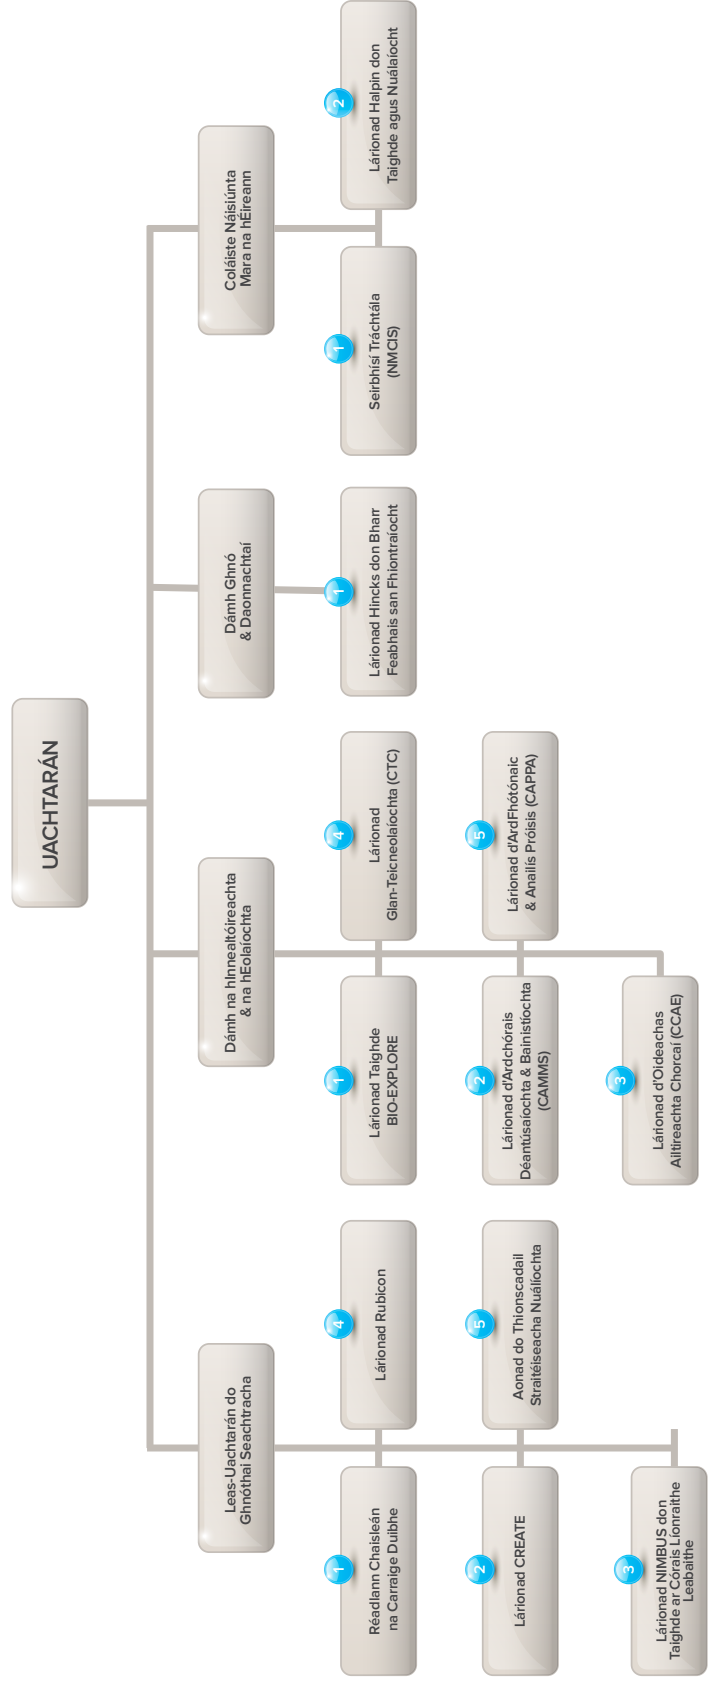 UACHTARÁN
Leas-Uachtarán do
Ghnóthaí Seachtracha
1
Réadlann Chaisleán
na Carraige Duibhe
4
Lárionad Rubicon
2
Lárionad CREATE
5
Aonad do Thionscadail
Straitéiseacha Nuálíochta
3
Lárionad NIMBUS don
Taighde ar Córais Líonraithe
Leabaithe
Dámh na hInnealtóireachta
& na hEolaíochta
1
Lárionad Taighde
BIO-EXPLORE
4
Lárionad
Glan-Teicneolaíochta (CTC)
2
Lárionad d'Ardchórais
Déantúsaíochta & Bainistíochta
(CAMMS)
5
Lárionad d'ArdFhótónaic
& Anailís Próisis (CAPPA)
3
Lárionad d'Oideachas
Ailtireachta Chorcaí (CCAE)
Dámh Ghnó
& Daonnachtaí
1
Lárionad Hincks don Bharr
Feabhais san Fhiontraíocht
Coláiste Náisiúnta
Mara na hÉireann
1
Seirbhísí Tráchtála
(NMCIS)
2
Lárionad Halpin don
Taighde agus Nuálaíocht